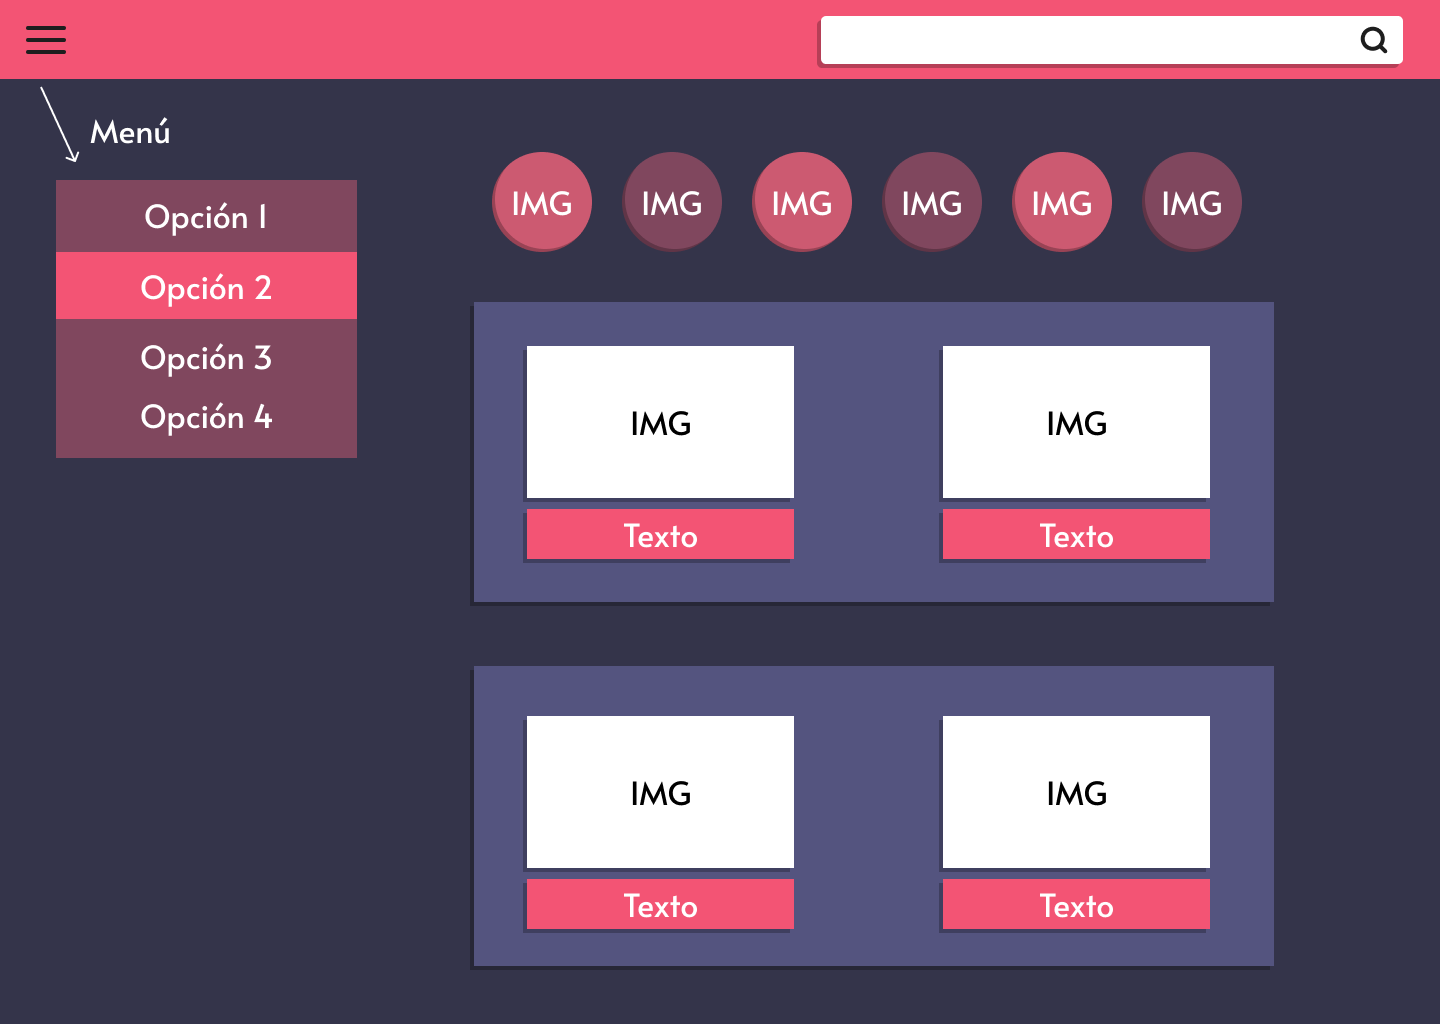 Menú
Opción 1
Opción 2
Opción 3
Opción 4
IMG IMG IMG IMG IMG IMG
IMG IMG
Texto Texto
IMG IMG
Texto Texto